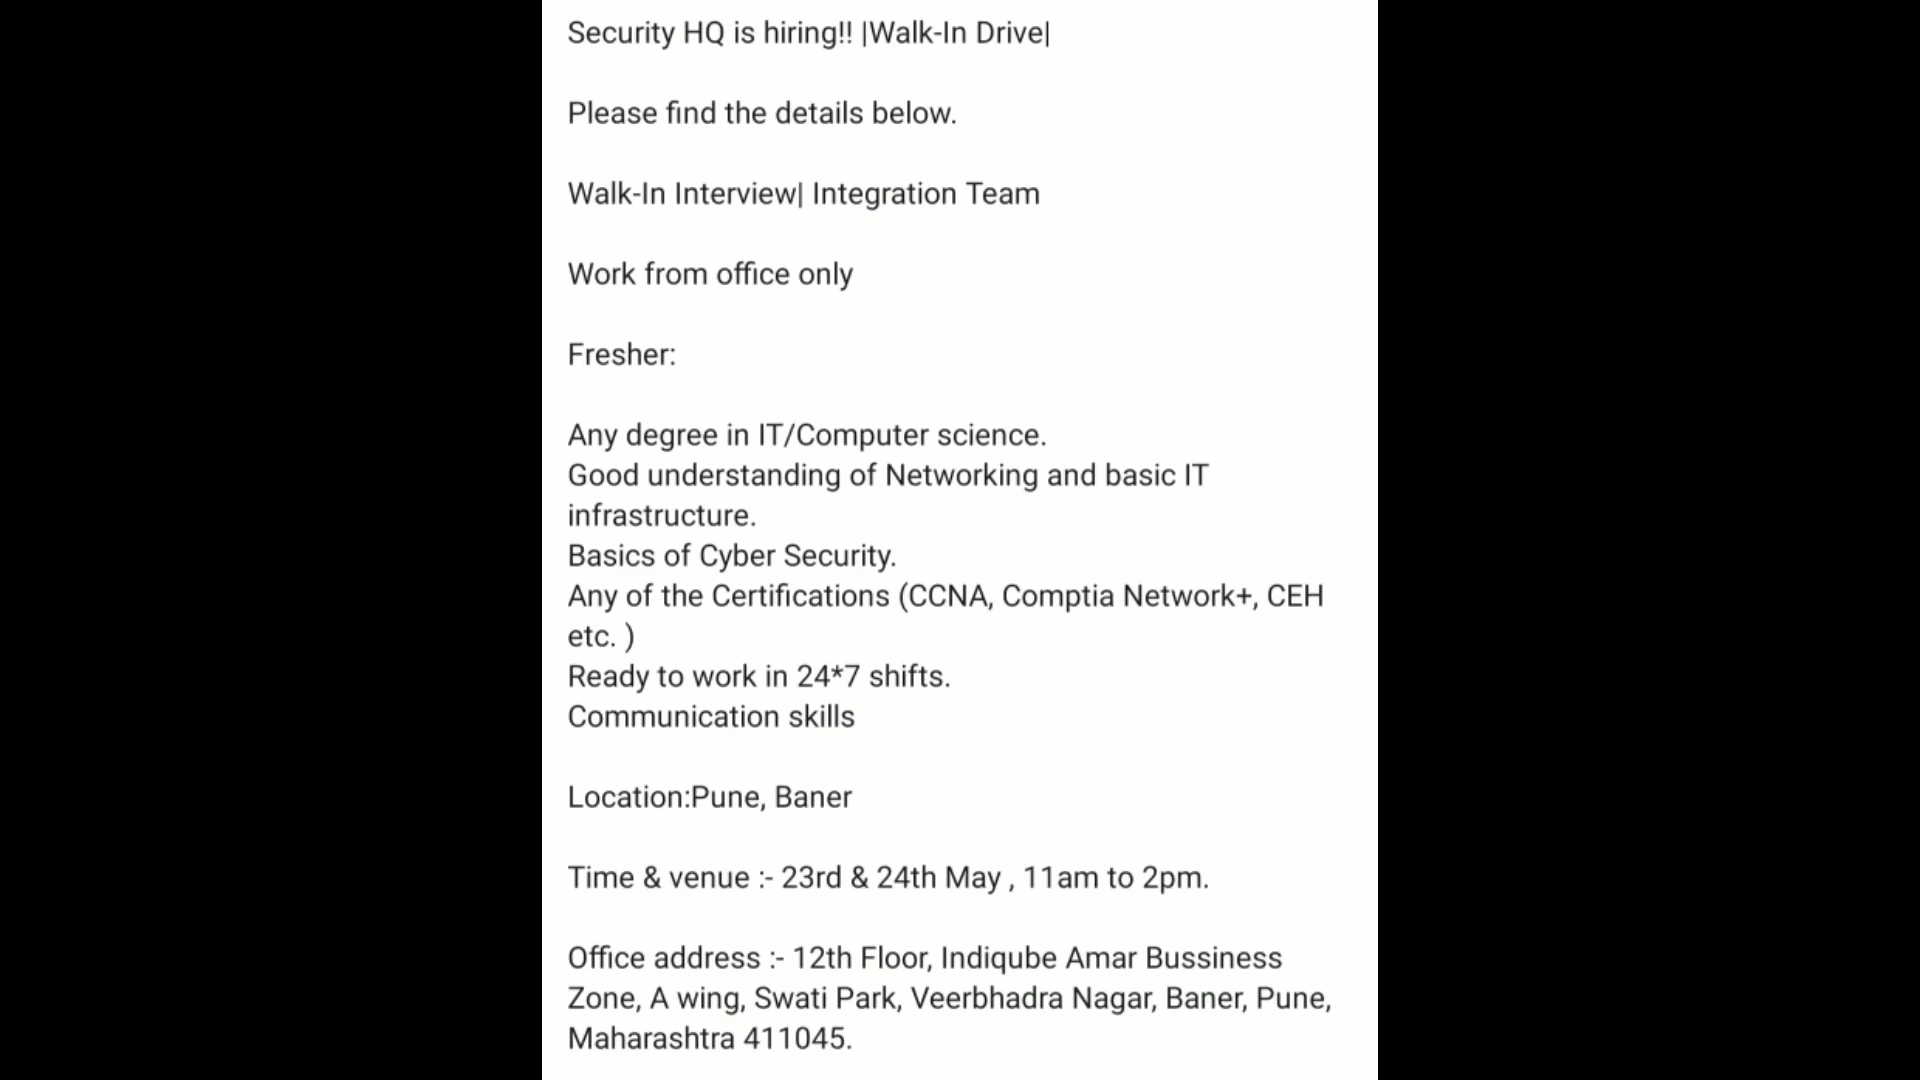 Security HQ is hiring!! |Walk-In Drive|
Please find the details below.
Walk-In Interview| Integration Team
Work from office only
Fresher:
Any degree in IT/Computer science.
Good understanding of Networking and basic IT
infrastructure.
Basics of Cyber Security.
Any of the Certifications (CCNA, Comptia Network+, CEH
etc. )
Ready to work in 24*7 shifts.
Communication skills
Location:Pune, Baner
Time & venue :- 23rd & 24th May , 11am to 2pm.
Office address :- 12th Floor, Indiqube Amar Bussiness
Zone, A wing, Swati Park, Veerbhadra Nagar, Baner, Pune,
Maharashtra 411045.